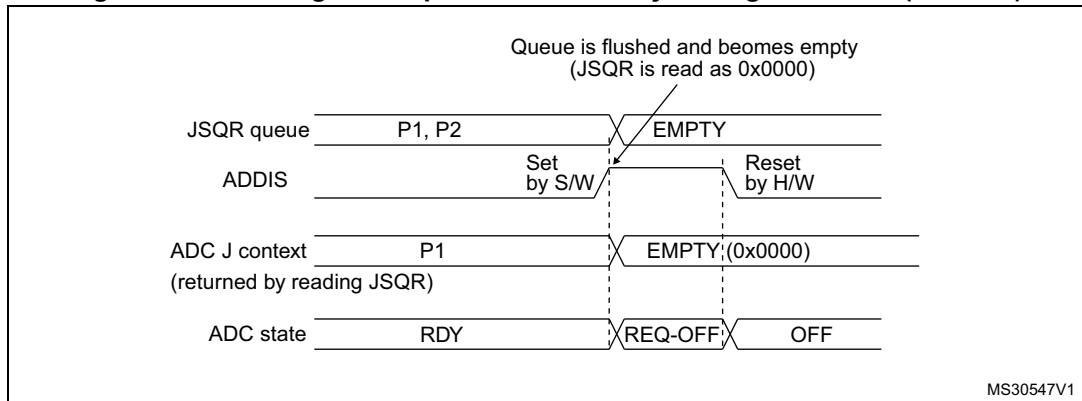 Queue is flushed and beomes empty
(JSQR is read as 0x0000)
JSQR queue P1, P2 EMPTY
ADDIS Set by S/W Reset by H/W
ADC J context P1 EMPTY (0x0000)
(returned by reading JSQR)
ADC state RDY REQ-OFF OFF
MS30547V1